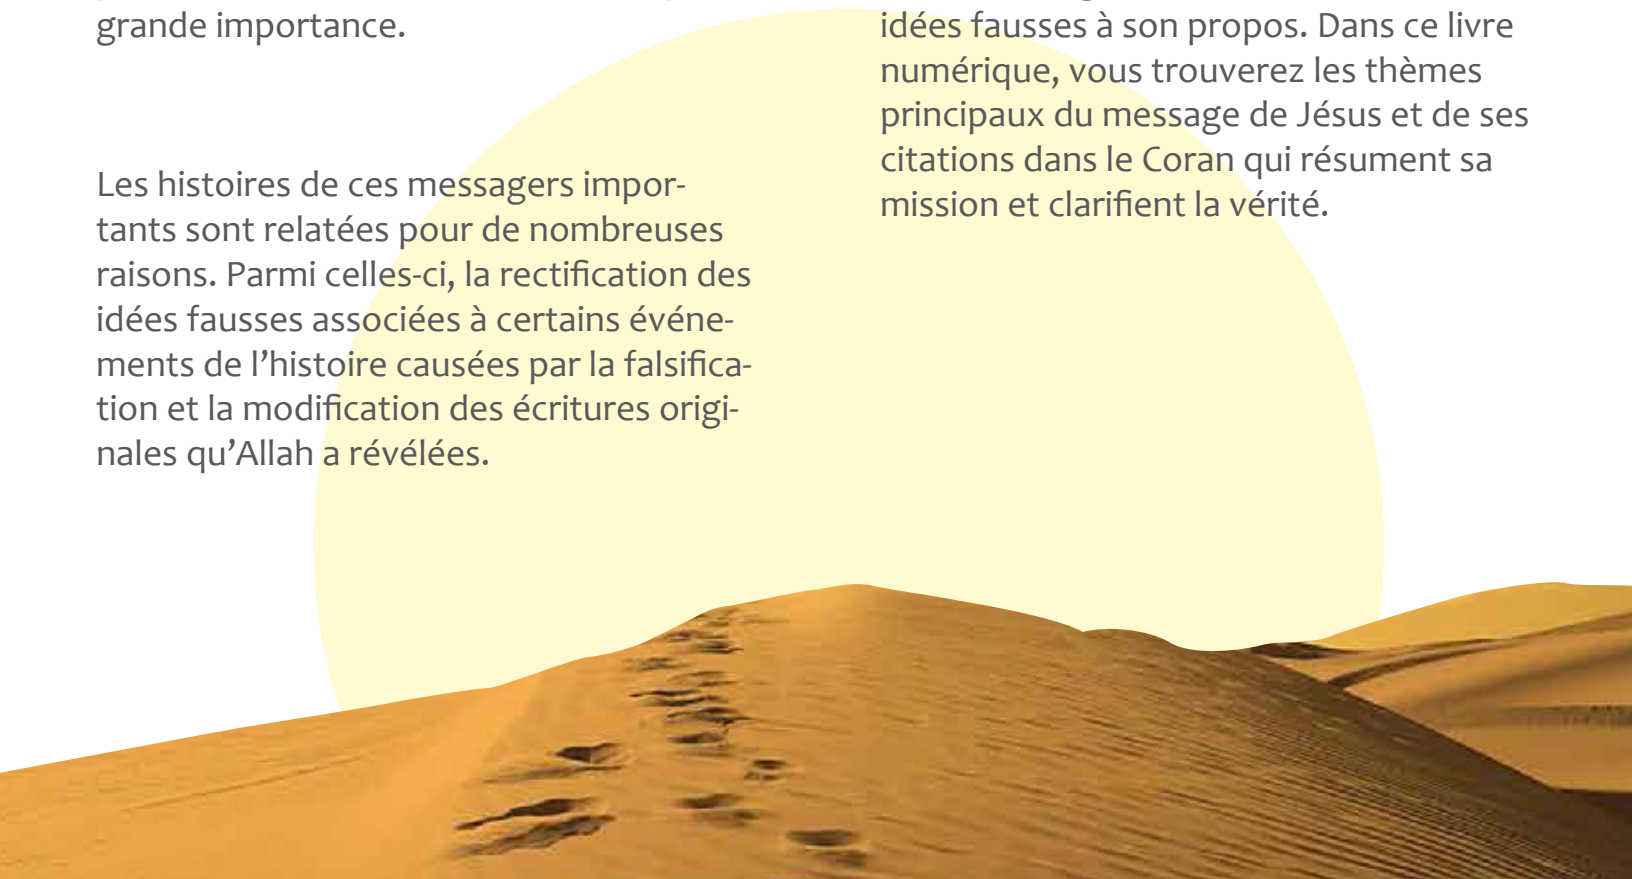 grande importance.
Les histoires de ces messagers impor-
tants sont relatées pour de nombreuses
raisons. Parmi celles-ci, la rectification des
idées fausses associées à certains événe-
ments de l’histoire causées par la falsifica-
tion et la modification des écritures origi-
nales qu’Allah a révélées.
idées fausses à son propos. Dans ce livre
numérique, vous trouverez les thèmes
principaux du message de Jésus et de ses
citations dans le Coran qui résument sa
mission et clarifient la vérité.